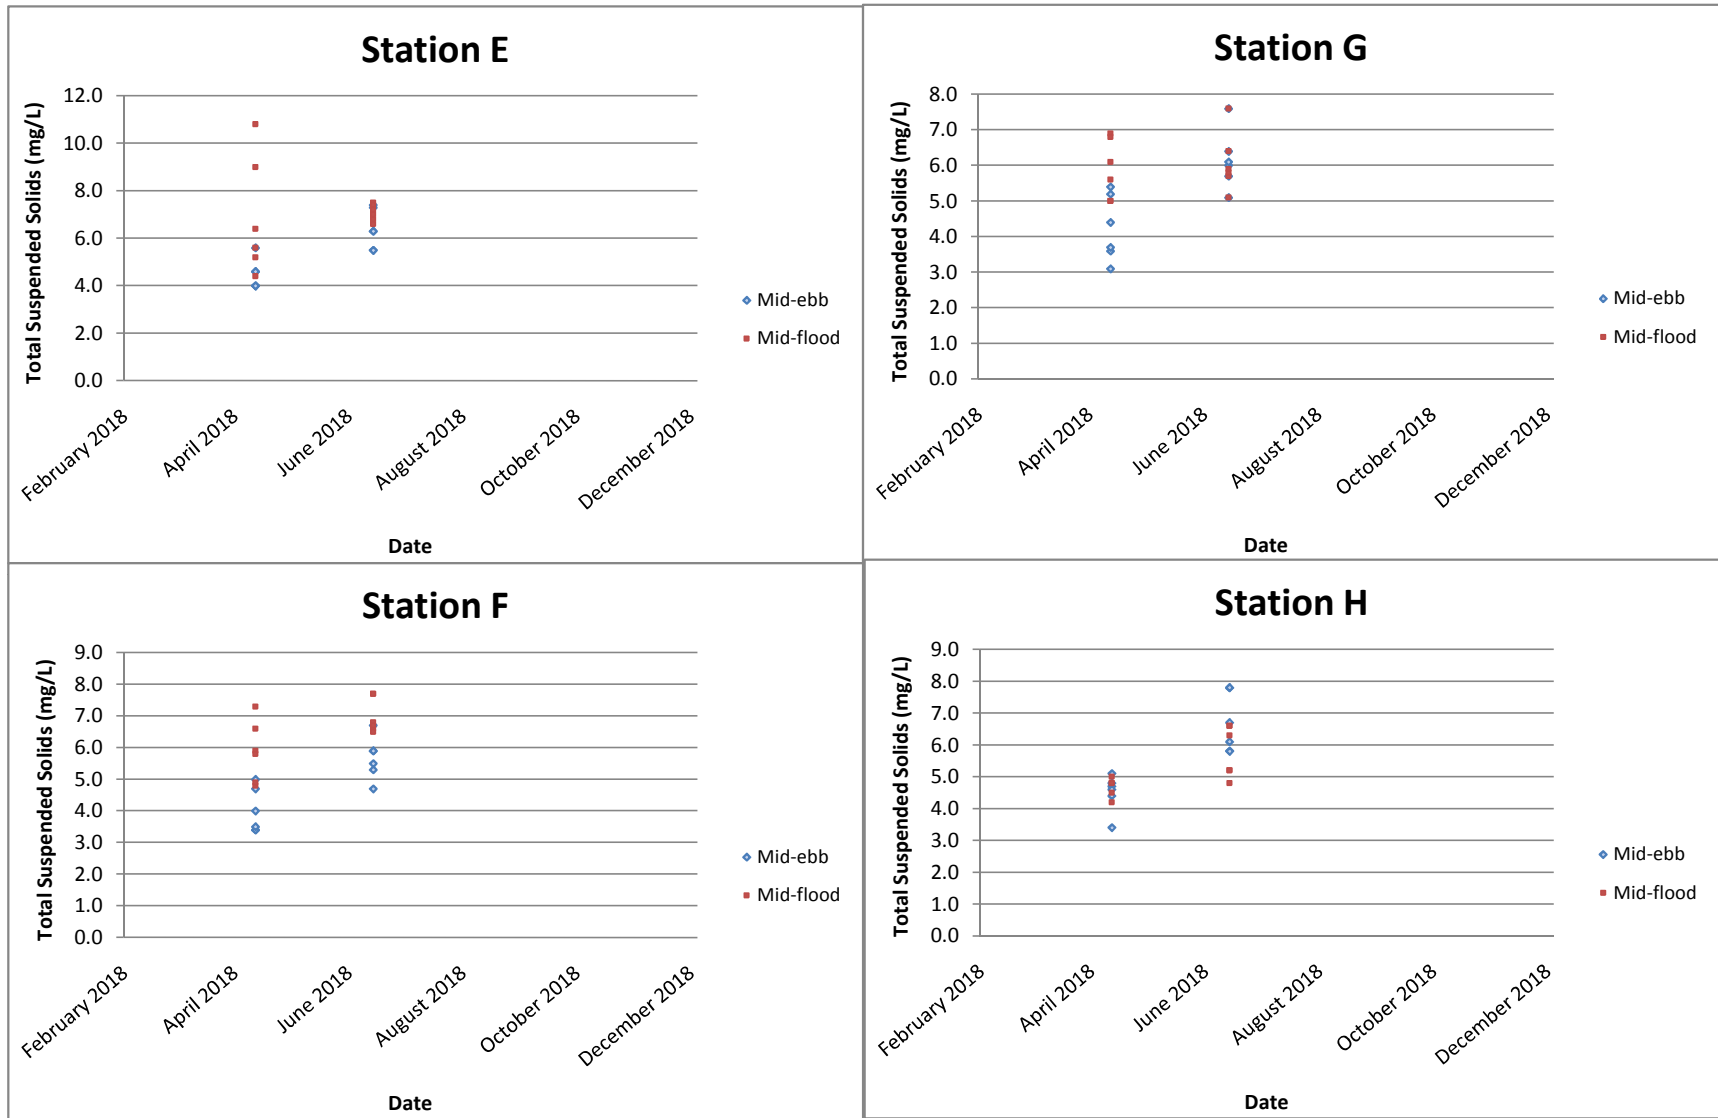 Station E
Total Suspended Solids (mg/L)
12.0
10.0
8.0
6.0
4.0
2.0
0.0
February 2018
April 2018
June 2018
August 2018
October 2018
December 2018
Date
Mid-ebb
Mid-flood
Station G
Total Suspended Solids (mg/L)
8.0
7.0
6.0
5.0
4.0
3.0
2.0
1.0
0.0
February 2018
April 2018
June 2018
August 2018
October 2018
December 2018
Date
Mid-ebb
Mid-flood
Station F
Total Suspended Solids (mg/L)
9.0
8.0
7.0
6.0
5.0
4.0
3.0
2.0
1.0
0.0
February 2018
April 2018
June 2018
August 2018
October 2018
December 2018
Date
Mid-ebb
Mid-flood
Station H
Total Suspended Solids (mg/L)
9.0
8.0
7.0
6.0
5.0
4.0
3.0
2.0
1.0
0.0
February 2018
April 2018
June 2018
August 2018
October 2018
December 2018
Date
Mid-ebb
Mid-flood